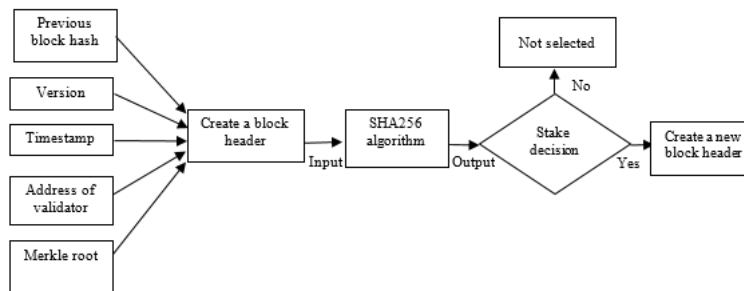 Previous
block hash
Version
Timestamp
Address of
validator
Merkle root
Create a block
header
Input
SHA256
algorithm
Output
Stake
decision
No
Not selected
Yes
Create a new
block header